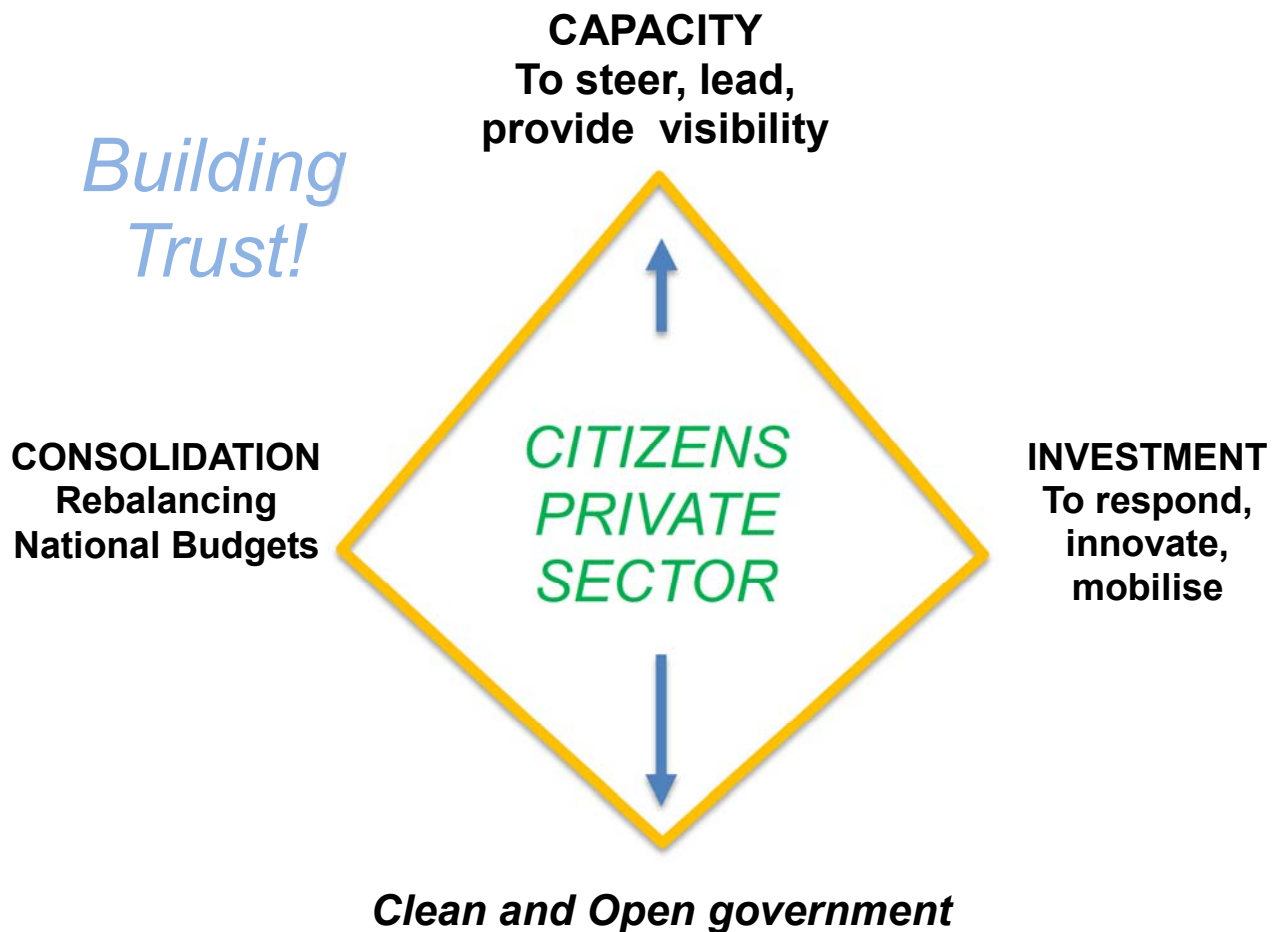 CAPACITY
To steer, lead,
provide visibility
Building
Trust!
CONSOLIDATION
Rebalancing
National Budgets
CITIZENS
PRIVATE
SECTOR
INVESTMENT
To respond,
innovate,
mobilise
Clean and Open government